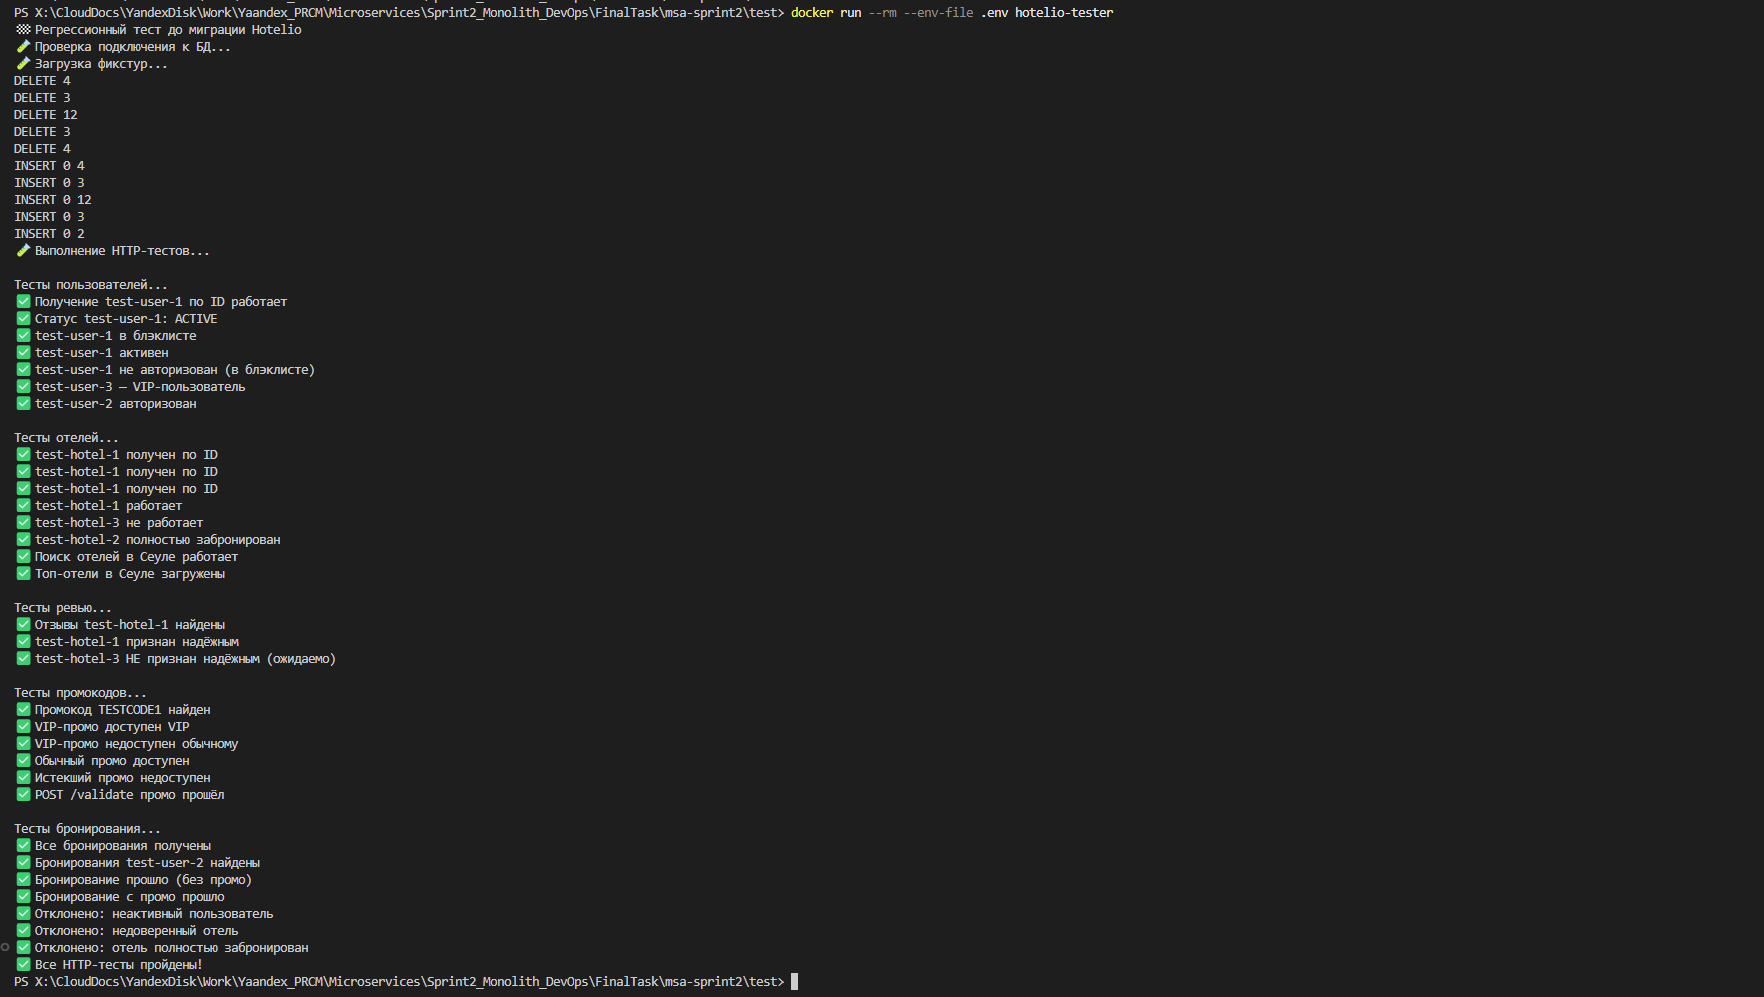 PS X:\CloudDocs\YandexDisk\Work\Yaandex_PRCM\Microservices\Sprint2_Monolith_DevOps\FinalTask\msa-sprint2\test> docker run --rm --env-file .env hotelio-tester
Регрессионный тест до миграции Hotelio
Проверка подключения к БД...
Загрузка фикстур...
DELETE 4
DELETE 3
DELETE 12
DELETE 3
DELETE 4
INSERT 0 4
INSERT 0 3
INSERT 0 12
INSERT 0 3
INSERT 0 2
Выполнение HTTP-тестов...
Тесты пользователей...
✅ Получение test-user-1 по ID работает
✅ Статус test-user-1: ACTIVE
✅ test-user-1 в блэклисте
✅ test-user-1 активен
✅ test-user-1 не авторизован (в блэклисте)
✅ test-user-3 — VIP-пользователь
✅ test-user-2 авторизован
Тесты отелей...
✅ test-hotel-1 получен по ID
✅ test-hotel-1 получен по ID
✅ test-hotel-1 получен по ID
✅ test-hotel-1 работает
✅ test-hotel-3 не работает
✅ test-hotel-2 полностью забронирован
✅ Поиск отелей в Сеуле работает
✅ Топ-отели в Сеуле загружены
Тесты ревью...
✅ Отзывы test-hotel-1 найдены
✅ test-hotel-1 признан надёжным
✅ test-hotel-3 НЕ признан надёжным (ожидаемо)
Тесты промокодов...
✅ Промокод TESTCODE1 найден
✅ VIP-промо доступен VIP
✅ VIP-промо недоступен обычному
✅ Обычный промо доступен
✅ Истекший промо недоступен
✅ POST /validate промо прошёл
Тесты бронирования...
✅ Все бронирования получены
✅ Бронирования test-user-2 найдены
✅ Бронирование прошло (без промо)
✅ Бронирование с промо прошло
✅ Отклонено: неактивный пользователь
✅ Отклонено: недоверенный отель
✅ Отклонено: отель полностью забронирован
✅ Все HTTP-тесты пройдены!
PS X:\CloudDocs\YandexDisk\Work\Yaandex_PRCM\Microservices\Sprint2_Monolith_DevOps\FinalTask\msa-sprint2\test>